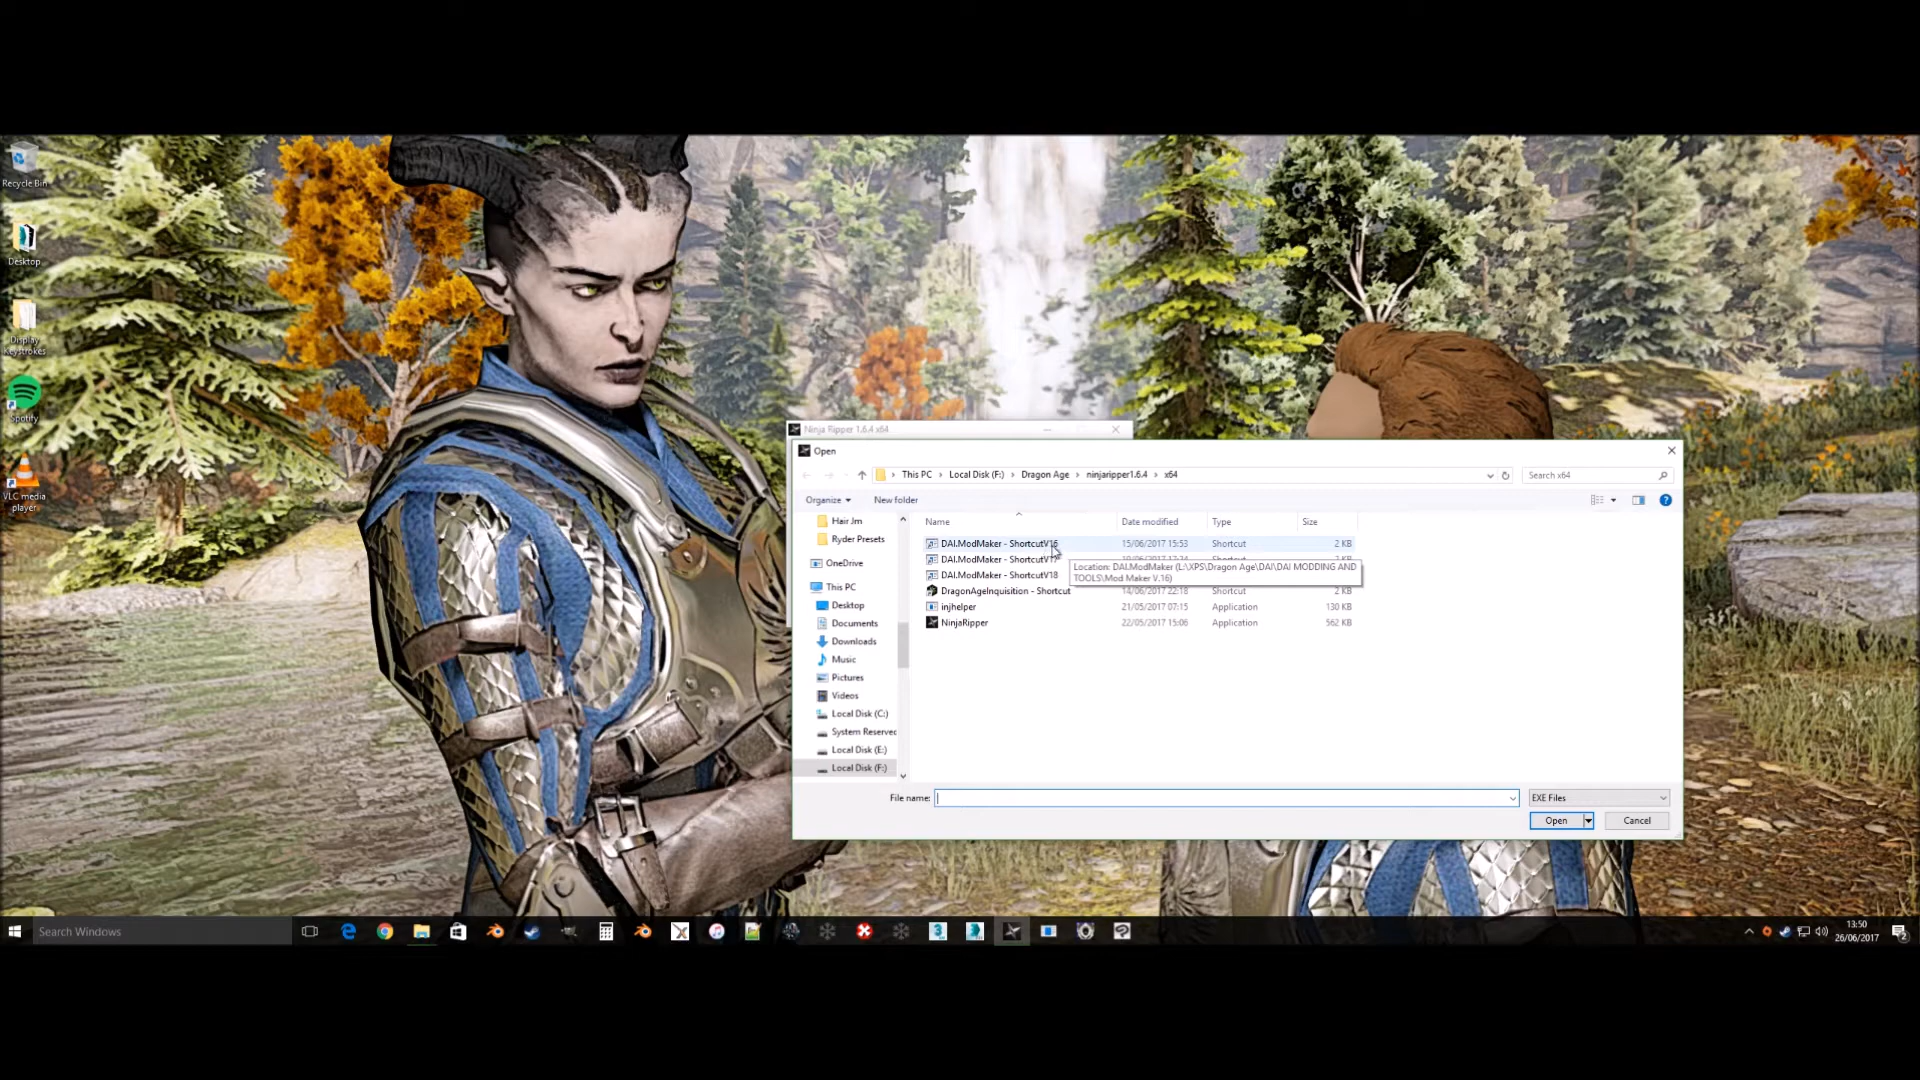 Recycle Bin
Desktop
Display
Keystrokes
Spotify
VLC media
player
Ninja Ripper 1.6.4 x64
Open
This PC
Local Disk (F:)
Dragon Age
ninjaripper1.6.4
x64
Search x64
Organize
New folder
Hair Jm
Ryder Presets
OneDrive
This PC
Desktop
Documents
Downloads
Music
Pictures
Videos
Local Disk (C:)
System Reserved
Local Disk (E:)
Local Disk (F:)
Name Date modified Type Size
DAI.ModMaker - ShortcutV16 15/06/2017 15:53 Shortcut 2 KB
DAI.ModMaker - ShortcutV17
DAI.ModMaker - ShortcutV18
Location: DAI.ModMaker (L:\XPS\Dragon Age\DAI\DAI MODDING AND
TOOLS\Mod Maker V.16)
DragonAgeInquisition - Shortcut 14/06/2017 22:18 Shortcut 2 KB
injhelper 21/05/2017 07:15 Application 130 KB
NinjaRipper 22/05/2017 15:06 Application 562 KB
File name:
EXE Files
Open
Cancel
Search Windows
13:50
26/06/2017
2